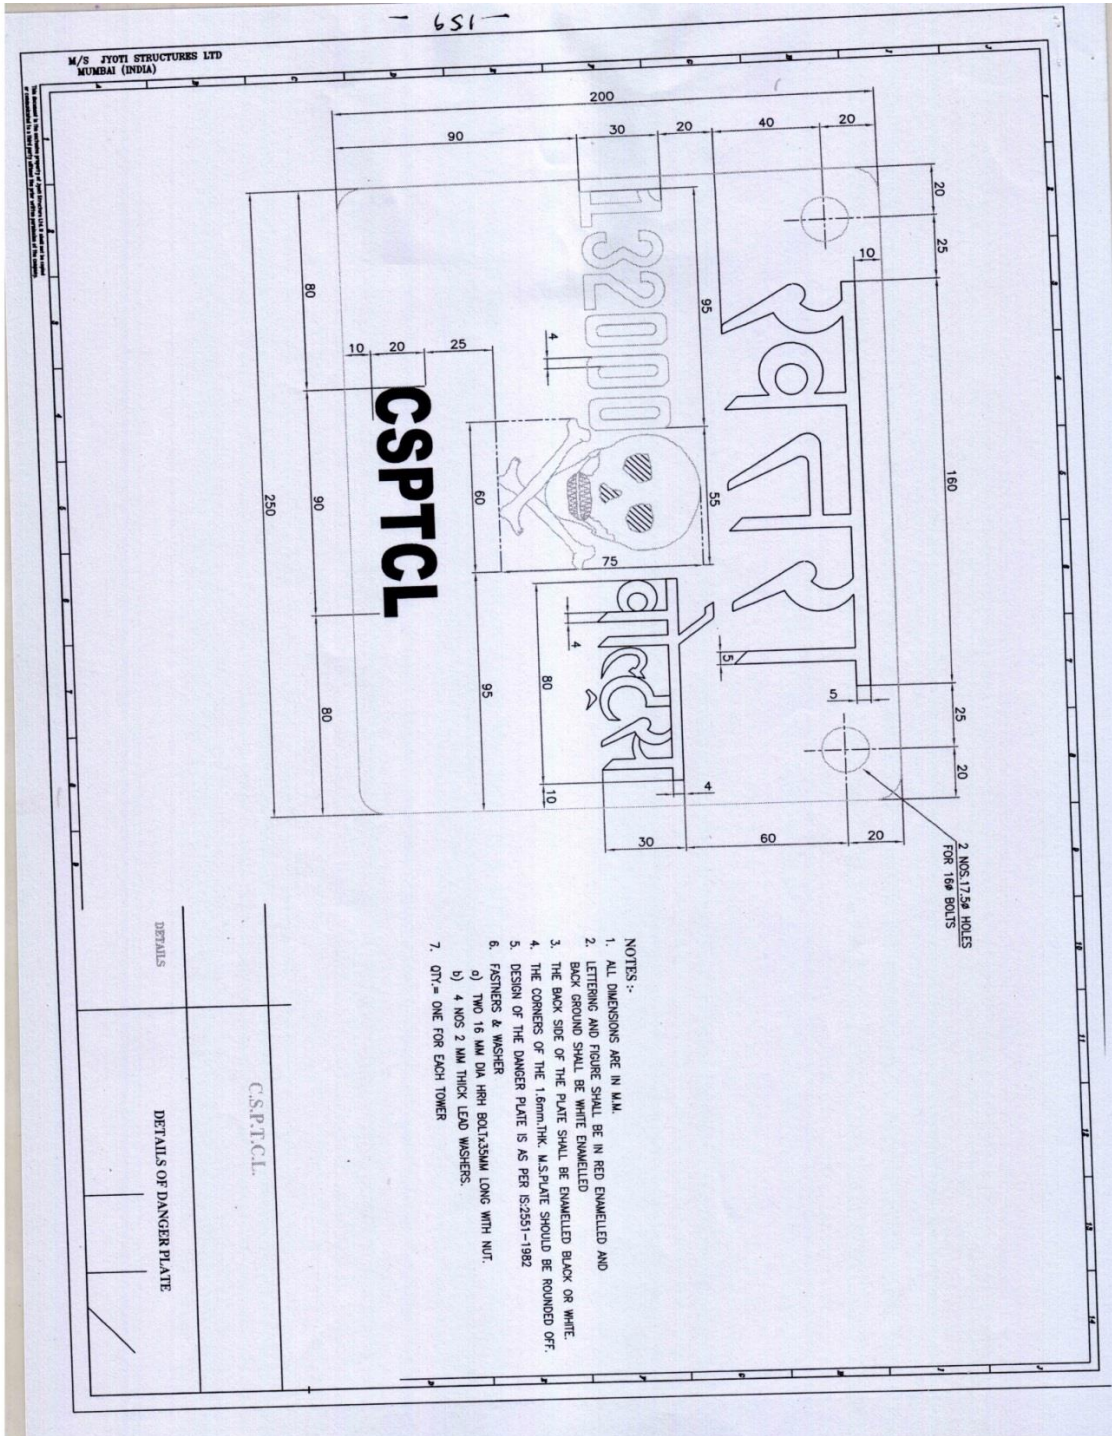 - 159 -
M/S JYOTI STRUCTURES LTD
MUMBAI (INDIA)
200
90
30
20
40
20
20
25
10
160
25
20
खतरा
132000
95
4
55
60
75
5
5
80
4
4
10
30
60
20
80
10
20
25
CSPTCL
90
80
95
250
2 NOS.17.5ø HOLES
FOR 16ø BOLTS
NOTES :-
1. ALL DIMENSIONS ARE IN M.M.
2. LETTERING AND FIGURE SHALL BE IN RED ENAMELLED AND
BACK GROUND SHALL BE WHITE ENAMELLED
3. THE BACK SIDE OF THE PLATE SHALL BE ENAMELLED BLACK OR WHITE.
4. THE CORNERS OF THE 1.6mm.THK. M.S.PLATE SHOULD BE ROUNDED OFF.
5. DESIGN OF THE DANGER PLATE IS AS PER IS:2551-1982
6. FASTNERS & WASHER
a) TWO 16 MM DIA HRH BOLTx35MM LONG WITH NUT.
b) 4 NOS 2 MM THICK LEAD WASHERS.
7. QTY.= ONE FOR EACH TOWER
C.S.P.T.C.L.
DETAILS
DETAILS OF DANGER PLATE